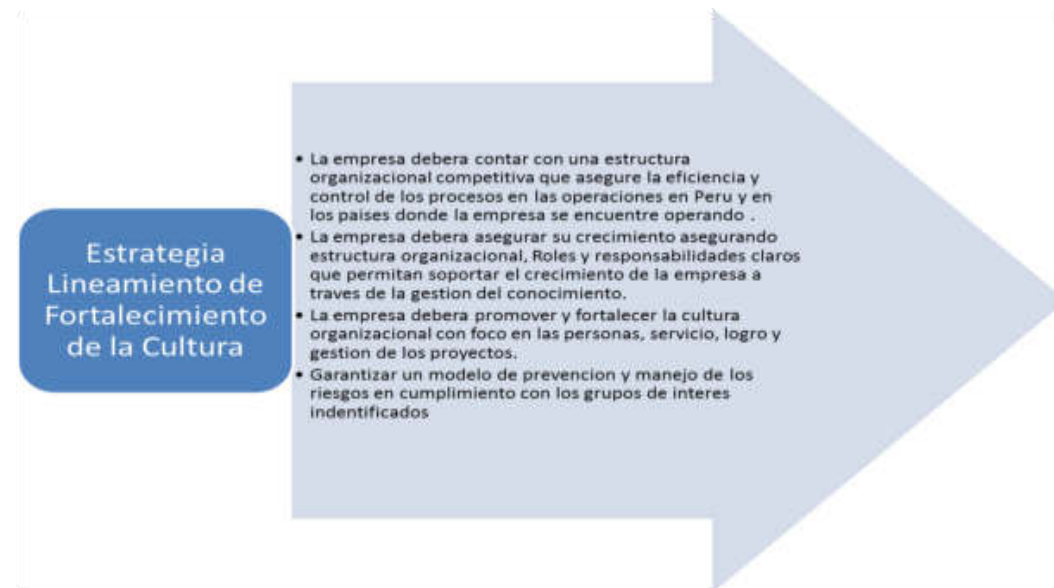 Estrategia
Lineamiento de
Fortalecimiento
de la Cultura
• La empresa debera contar con una estructura
organizacional competitiva que asegure la eficiencia y
control de los procesos en las operaciones en Peru y en
los paises donde la empresa se encuentre operando .
• La empresa debera asegurar su crecimiento asegurando
estructura organizacional, Roles y responsabilidades claros
que permitan soportar el crecimiento de la empresa a
traves de la gestion del conocimiento.
• La empresa debera promover y fortalecer la cultura
organizacional con foco en las personas, servicio, logro y
gestion de los proyectos.
• Garantizar un modelo de prevencion y manejo de los
riesgos en cumplimiento con los grupos de interes
indentificados